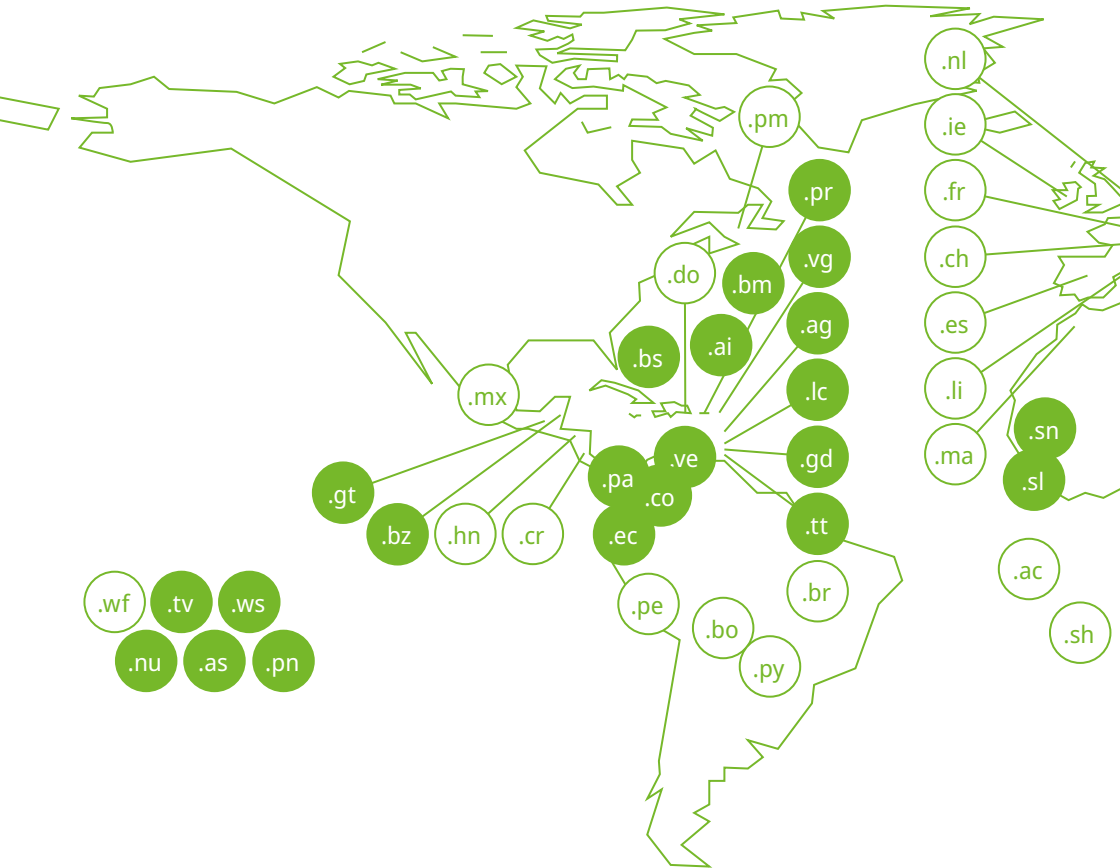 .nl
.pm
.ie
.pr
.fr
.vg
.ch
.do
.bm
.ag
.es
.ai
.bs
.lc
.li
.mx
.sn
.ve
.gd
.ma
.pa
.sl
.gt
.co
.tt
.bz
.hn
.cr
.ec
.ac
.br
.wf
.tv
.ws
.pe
.bo
.sh
.nu
.as
.pn
.py